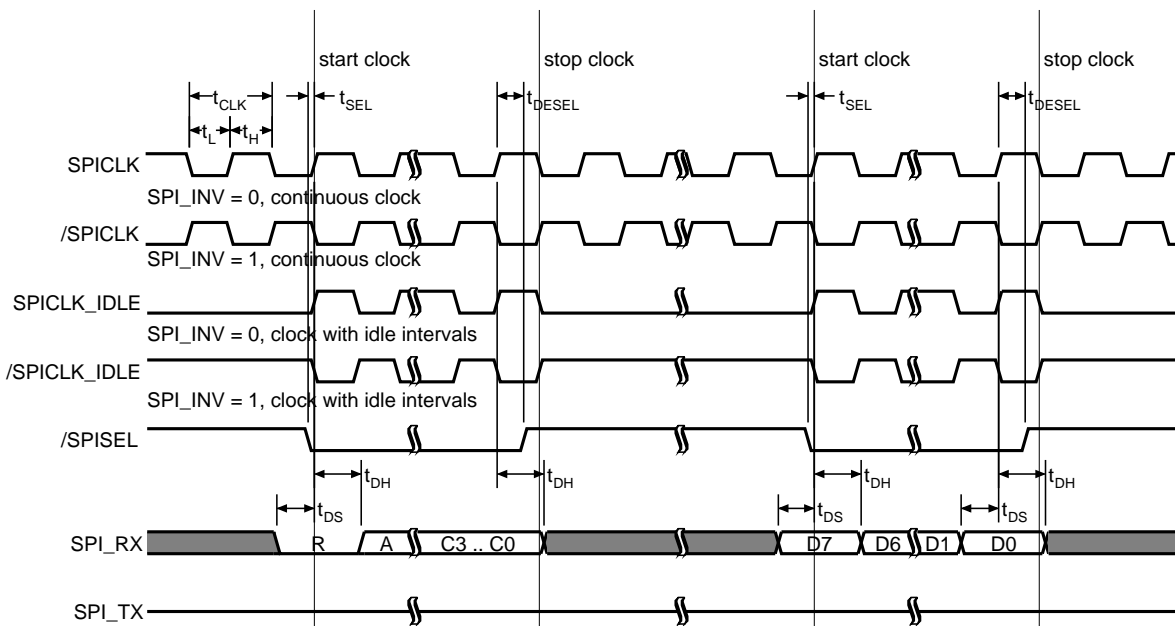 start clock stop clock start clock stop clock
tCLK tSEL tDESEL tSEL tDESEL
tL tH
SPICLK
SPI_INV = 0, continuous clock
/SPICLK
SPI_INV = 1, continuous clock
SPICLK_IDLE
SPI_INV = 0, clock with idle intervals
/SPICLK_IDLE
SPI_INV = 1, clock with idle intervals
/SPISEL
tDH tDH tDH tDH
tDS tDS tDS
SPI_RX R A C3 .. C0 D7 D6 D1 D0
SPI_TX